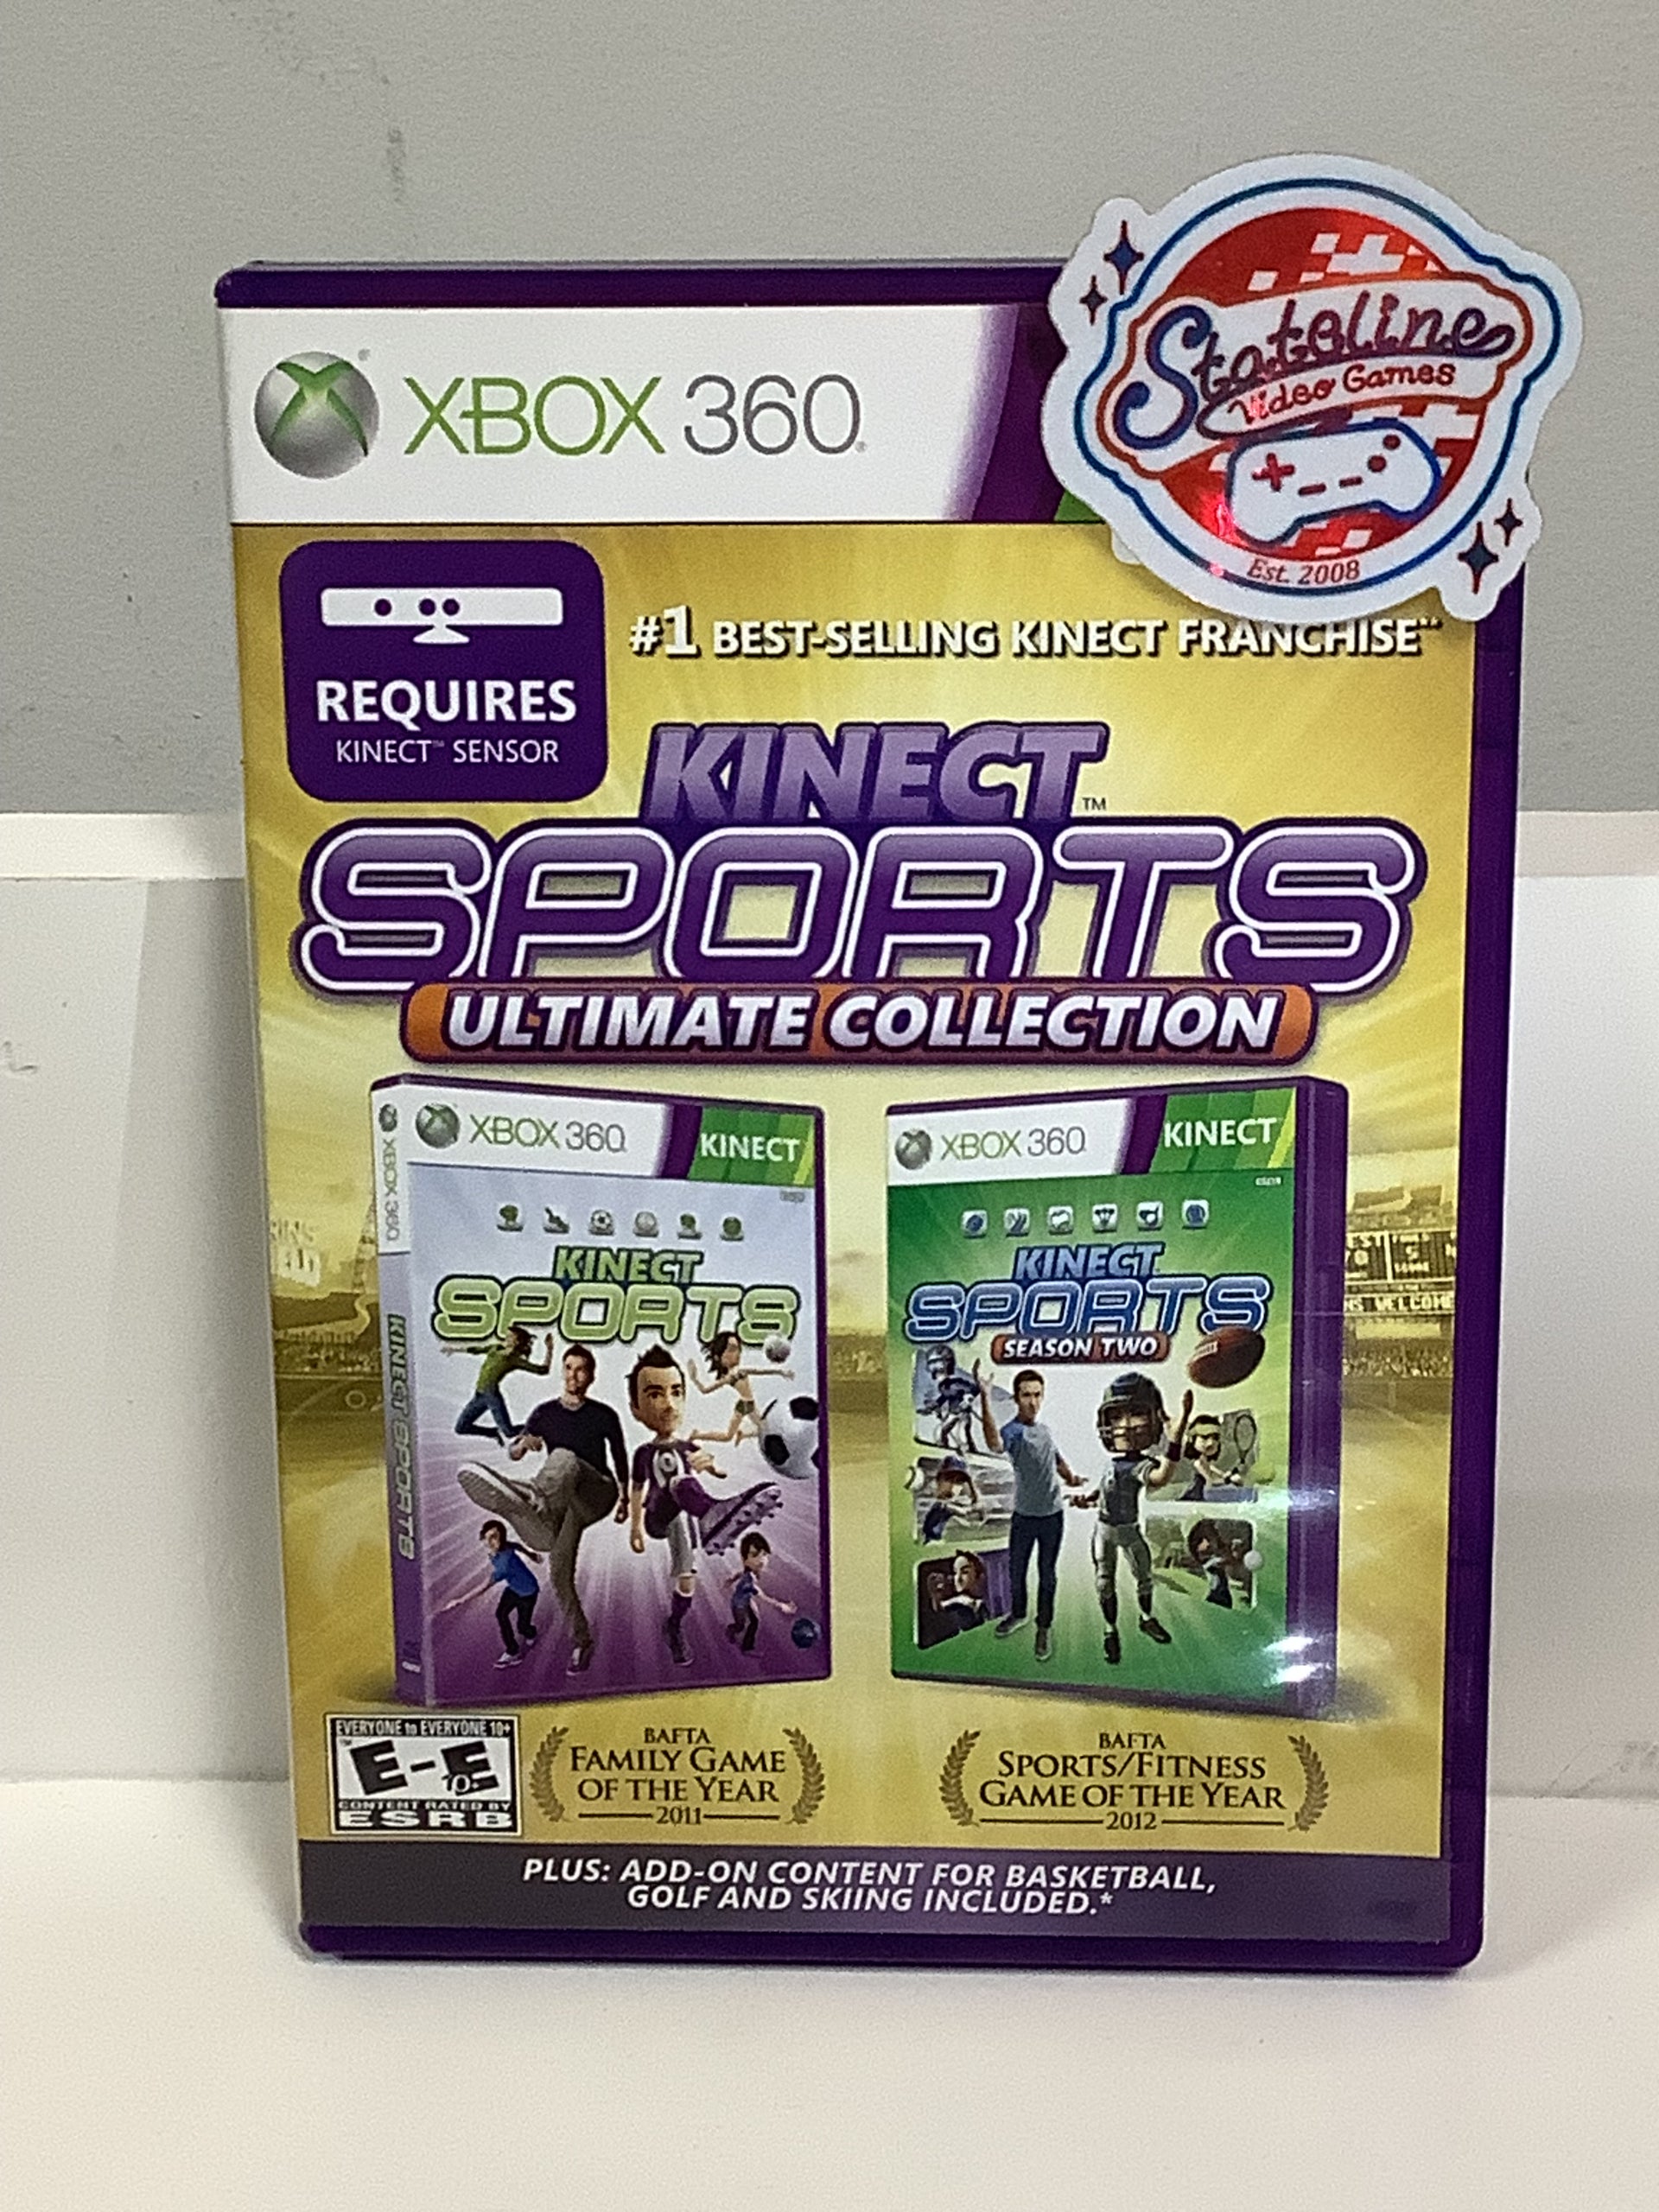 Stateline
Video Games
Est. 2008
XBOX 360
REQUIRES
KINECT™ SENSOR
#1 BEST-SELLING KINECT FRANCHISE**
KINECT™
SPORTS
ULTIMATE COLLECTION
XBOX 360
KINECT
XBOX 360
KINECT SPORTS
KINECT
SPORTS
XBOX 360
KINECT
KINECT
SPORTS
SEASON TWO
WELCOME
EVERYONE to EVERYONE 10+
E-E
10+
CONTENT RATED BY
ESRB
BAFTA
FAMILY GAME
OF THE YEAR
2011
BAFTA
SPORTS/FITNESS
GAME OF THE YEAR
2012
PLUS: ADD-ON CONTENT FOR BASKETBALL,
GOLF AND SKIING INCLUDED.*